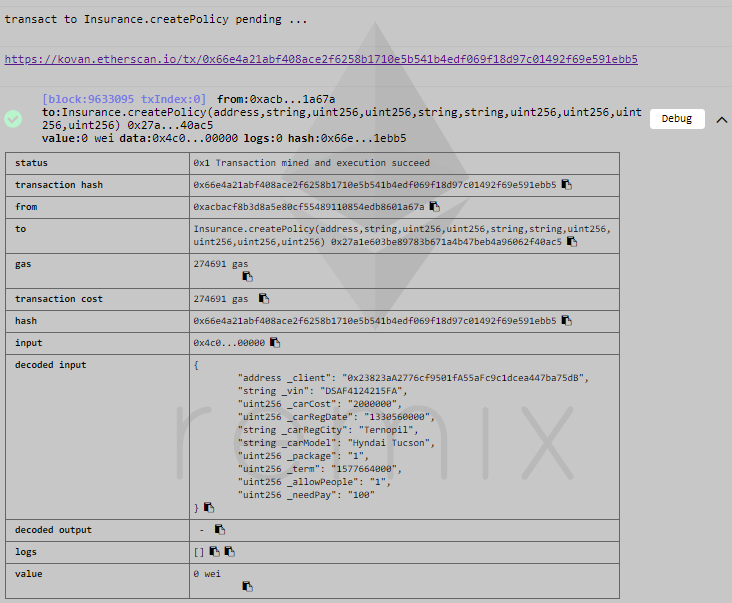 transact to Insurance.createPolicy pending ...
https://kovan.etherscan.io/tx/0x66e4a21abf408ace2f6258b1710e5b541b4edf069f18d97c01492f69e591ebb5
[block:9633095 txIndex:0] from:0xacb...1a67a
to:Insurance.createPolicy(address,string,uint256,uint256,string,string,uint256,uint256,uint
256,uint256) 0x27a...40ac5
value:0 wei data:0x4c0...00000 logs:0 hash:0x66e...1ebb5
Debug
status 0x1 Transaction mined and execution succeed
transaction hash 0x66e4a21abf408ace2f6258b1710e5b541b4edf069f18d97c01492f69e591ebb5
from 0xacbacf8b3d8a5e80cf55489110854edb8601a67a
to Insurance.createPolicy(address,string,uint256,uint256,string,string,uint256,
uint256,uint256,uint256) 0x27a1e603be89783b671a4b47beb4a96062f40ac5
gas 274691 gas
transaction cost 274691 gas
hash 0x66e4a21abf408ace2f6258b1710e5b541b4edf069f18d97c01492f69e591ebb5
input 0x4c0...00000
decoded input {
"address _client": "0x23823aA2776cf9501fA55aFc9c1dcea447ba75dB",
"string _vin": "DSAF4124215FA",
"uint256 _carCost": "2000000",
"uint256 _carRegDate": "1330560000",
"string _carRegCity": "Ternopil",
"string _carModel": "Hyndai Tucson",
"uint256 _package": "1",
"uint256 _term": "1577664000",
"uint256 _allowPeople": "1",
"uint256 _needPay": "100"
}
decoded output -
logs []
value 0 wei
remix